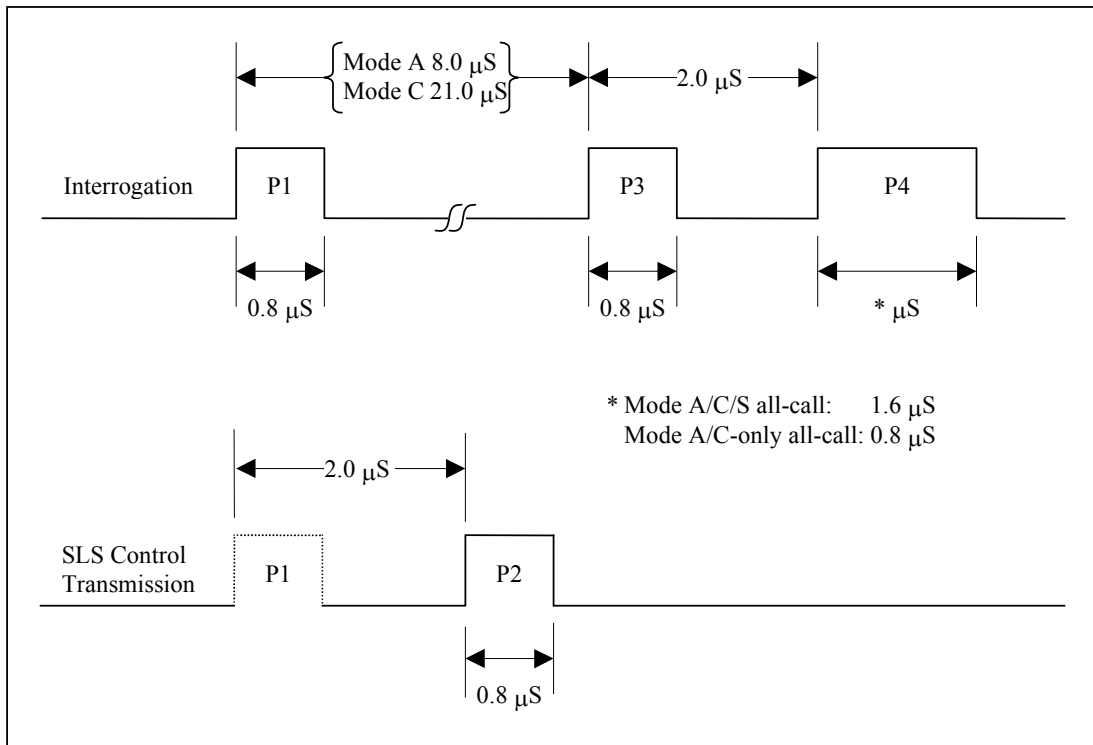 Mode A 8.0 μS
Mode C 21.0 μS
2.0 μS
Interrogation
P1
P3
P4
0.8 μS
0.8 μS
* μS
* Mode A/C/S all-call: 1.6 μS
Mode A/C-only all-call: 0.8 μS
2.0 μS
SLS Control
Transmission
P1
P2
0.8 μS